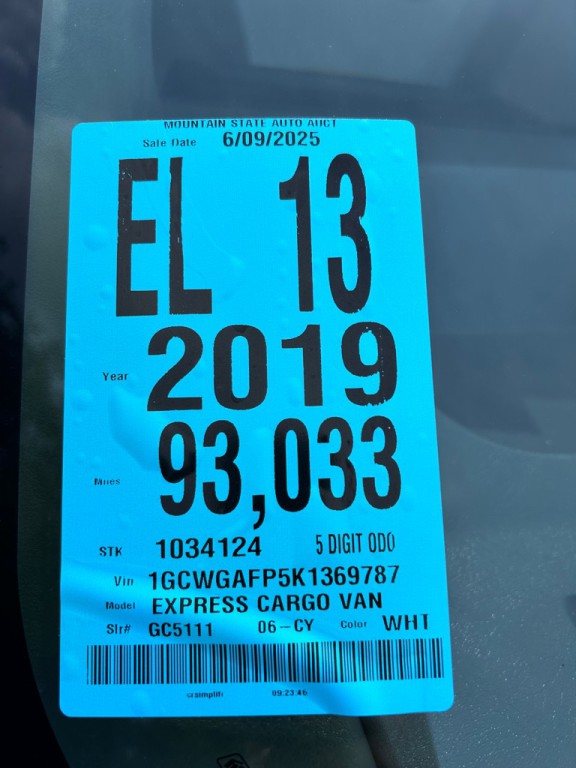 MOUNTAIN STATE AUTO AUCT
Sale Date 6/09/2025
EL 13
Year 2019
Miles 93,033
STK 1034124 5 DIGIT ODO
Vin 1GCWGAFP5K1369787
Model EXPRESS CARGO VAN
Slr# GC5111 06-CY Color WHT
09:23:46